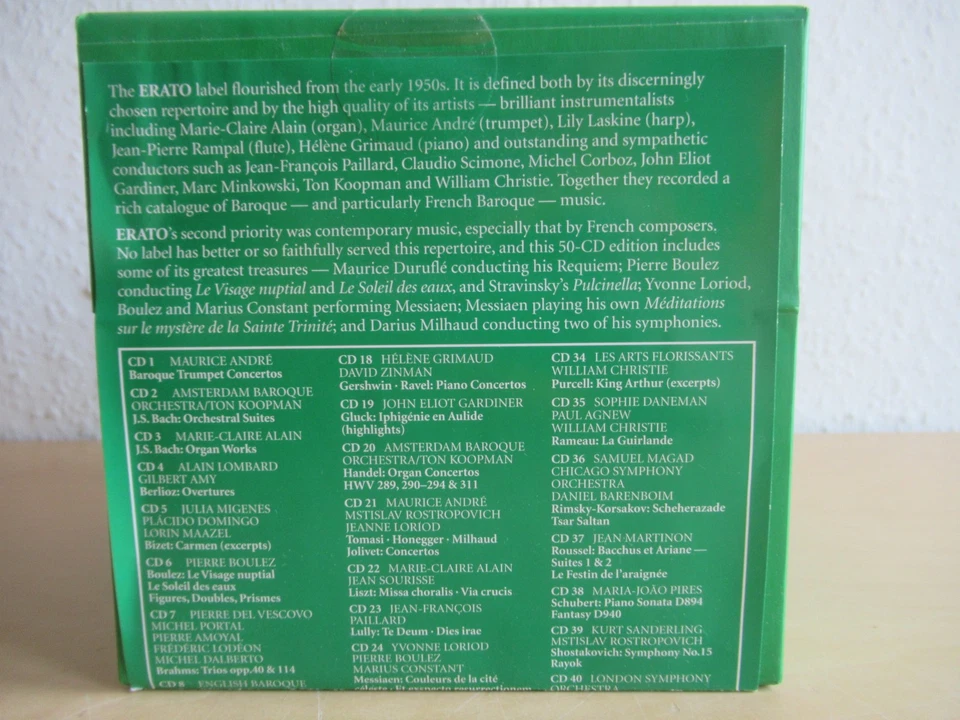 The ERATO label flourished from the early 1950s. It is defined both by its discerningly
chosen repertoire and by the high quality of its artists — brilliant instrumentalists
including Marie-Claire Alain (organ), Maurice André (trumpet), Lily Laskine (harp),
Jean-Pierre Rampal (flute), Hélène Grimaud (piano) and outstanding and sympathetic
conductors such as Jean-François Paillard, Claudio Scimone, Michel Corboz, John Eliot
Gardiner, Marc Minkowski, Ton Koopman and William Christie. Together they recorded a
rich catalogue of Baroque — and particularly French Baroque — music.
ERATO's second priority was contemporary music, especially that by French composers.
No label has better or so faithfully served this repertoire, and this 50-CD edition includes
some of its greatest treasures — Maurice Duruflé conducting his Requiem; Pierre Boulez
conducting Le Visage nuptial and Le Soleil des eaux, and Stravinsky's Pulcinella; Yvonne Loriod,
Boulez and Marius Constant performing Messiaen; Messiaen playing his own Méditations
sur le mystère de la Sainte Trinité; and Darius Milhaud conducting two of his symphonies.
CD 1 MAURICE ANDRÉ
Baroque Trumpet Concertos
CD 2 AMSTERDAM BAROQUE
ORCHESTRA/TON KOOPMAN
J.S. Bach: Orchestral Suites
CD 3 MARIE-CLAIRE ALAIN
J.S. Bach: Organ Works
CD 4 ALAIN LOMBARD
GILBERT AMY
Berlioz: Overtures
CD 5 JULIA MIGENES
PLÁCIDO DOMINGO
LORIN MAAZEL
Bizet: Carmen (excerpts)
CD 6 PIERRE BOULEZ
Boulez: Le Visage nuptial
Le Soleil des eaux
Figures, Doubles, Prismes
CD 7 PIERRE DEL VESCOVO
MICHEL PORTAL
PIERRE AMOYAL
FRÉDÉRIC LODÉON
MICHEL DALBERTO
Brahms: Trios opp.40 & 114
CD 8 ENGLISH BAROQUE
CD 18 HÉLÈNE GRIMAUD
DAVID ZINMAN
Gershwin · Ravel: Piano Concertos
CD 19 JOHN ELIOT GARDINER
Gluck: Iphigénie en Aulide
(highlights)
CD 20 AMSTERDAM BAROQUE
ORCHESTRA/TON KOOPMAN
Handel: Organ Concertos
HWV 289, 290–294 & 311
CD 21 MAURICE ANDRÉ
MSTISLAV ROSTROPOVICH
JEANNE LORIOD
Tomasi · Honegger · Milhaud
Jolivet: Concertos
CD 22 MARIE-CLAIRE ALAIN
JEAN SOURISSE
Liszt: Missa choralis · Via crucis
CD 23 JEAN-FRANÇOIS
PAILLARD
Lully: Te Deum · Dies irae
CD 24 YVONNE LORIOD
PIERRE BOULEZ
MARIUS CONSTANT
Messiaen: Couleurs de la cité
céleste · Et exspecto resurrectionem
CD 34 LES ARTS FLORISSANTS
WILLIAM CHRISTIE
Purcell: King Arthur (excerpts)
CD 35 SOPHIE DANEMAN
PAUL AGNEW
WILLIAM CHRISTIE
Rameau: La Guirlande
CD 36 SAMUEL MAGAD
CHICAGO SYMPHONY
ORCHESTRA
DANIEL BARENBOIM
Rimsky-Korsakov: Scheherazade
Tsar Saltan
CD 37 JEAN MARTINON
Roussel: Bacchus et Ariane —
Suites 1 & 2
Le Festin de l'araignée
CD 38 MARIA-JOÃO PIRES
Schubert: Piano Sonata D894
Fantasy D940
CD 39 KURT SANDERLING
MSTISLAV ROSTROPOVICH
Shostakovich: Symphony No.15
Rayok
CD 40 LONDON SYMPHONY
ORCHESTRA